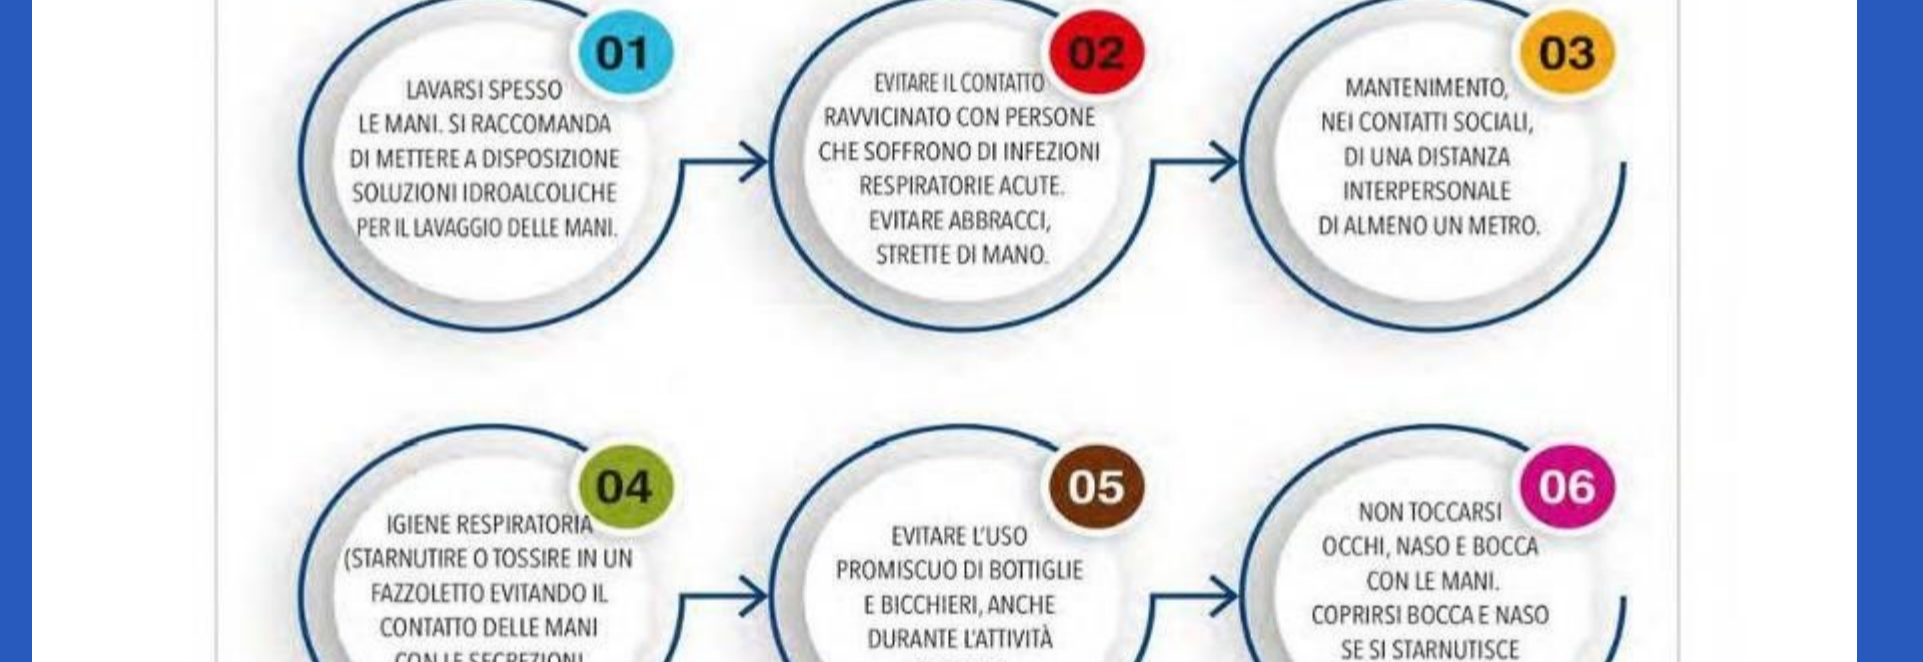 01
LAVARSI SPESSO
LE MANI. SI RACCOMANDA
DI METTERE A DISPOSIZIONE
SOLUZIONI IDROALCOLICHE
PER IL LAVAGGIO DELLE MANI.
02
EVITARE IL CONTATTO
RAVVICINATO CON PERSONE
CHE SOFFRONO DI INFEZIONI
RESPIRATORIE ACUTE.
EVITARE ABBRACCI,
STRETTE DI MANO.
03
MANTENIMENTO,
NEI CONTATTI SOCIALI,
DI UNA DISTANZA
INTERPERSONALE
DI ALMENO UN METRO.
04
IGIENE RESPIRATORIA
(STARNUTIRE O TOSSIRE IN UN
FAZZOLETTO EVITANDO IL
CONTATTO DELLE MANI
CON LE SECREZIONI
05
EVITARE L'USO
PROMISCUO DI BOTTIGLIE
E BICCHIERI, ANCHE
DURANTE L'ATTIVITÀ
06
NON TOCCARSI
OCCHI, NASO E BOCCA
CON LE MANI.
COPRIRSI BOCCA E NASO
SE SI STARNUTISCE